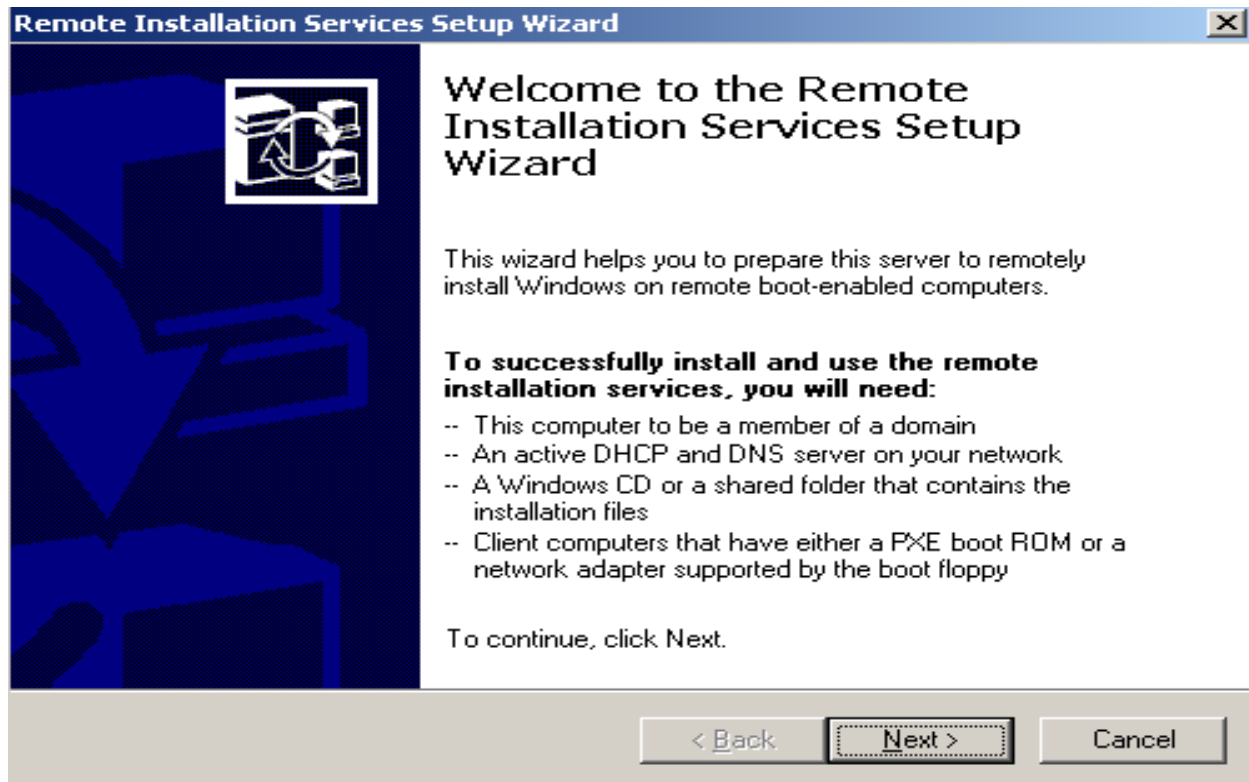 Remote Installation Services Setup Wizard
Welcome to the Remote
Installation Services Setup
Wizard
This wizard helps you to prepare this server to remotely
install Windows on remote boot-enabled computers.
To successfully install and use the remote
installation services, you will need:
-- This computer to be a member of a domain
-- An active DHCP and DNS server on your network
-- A Windows CD or a shared folder that contains the
installation files
-- Client computers that have either a PXE boot ROM or a
network adapter supported by the boot floppy
To continue, click Next.
< Back Next > Cancel